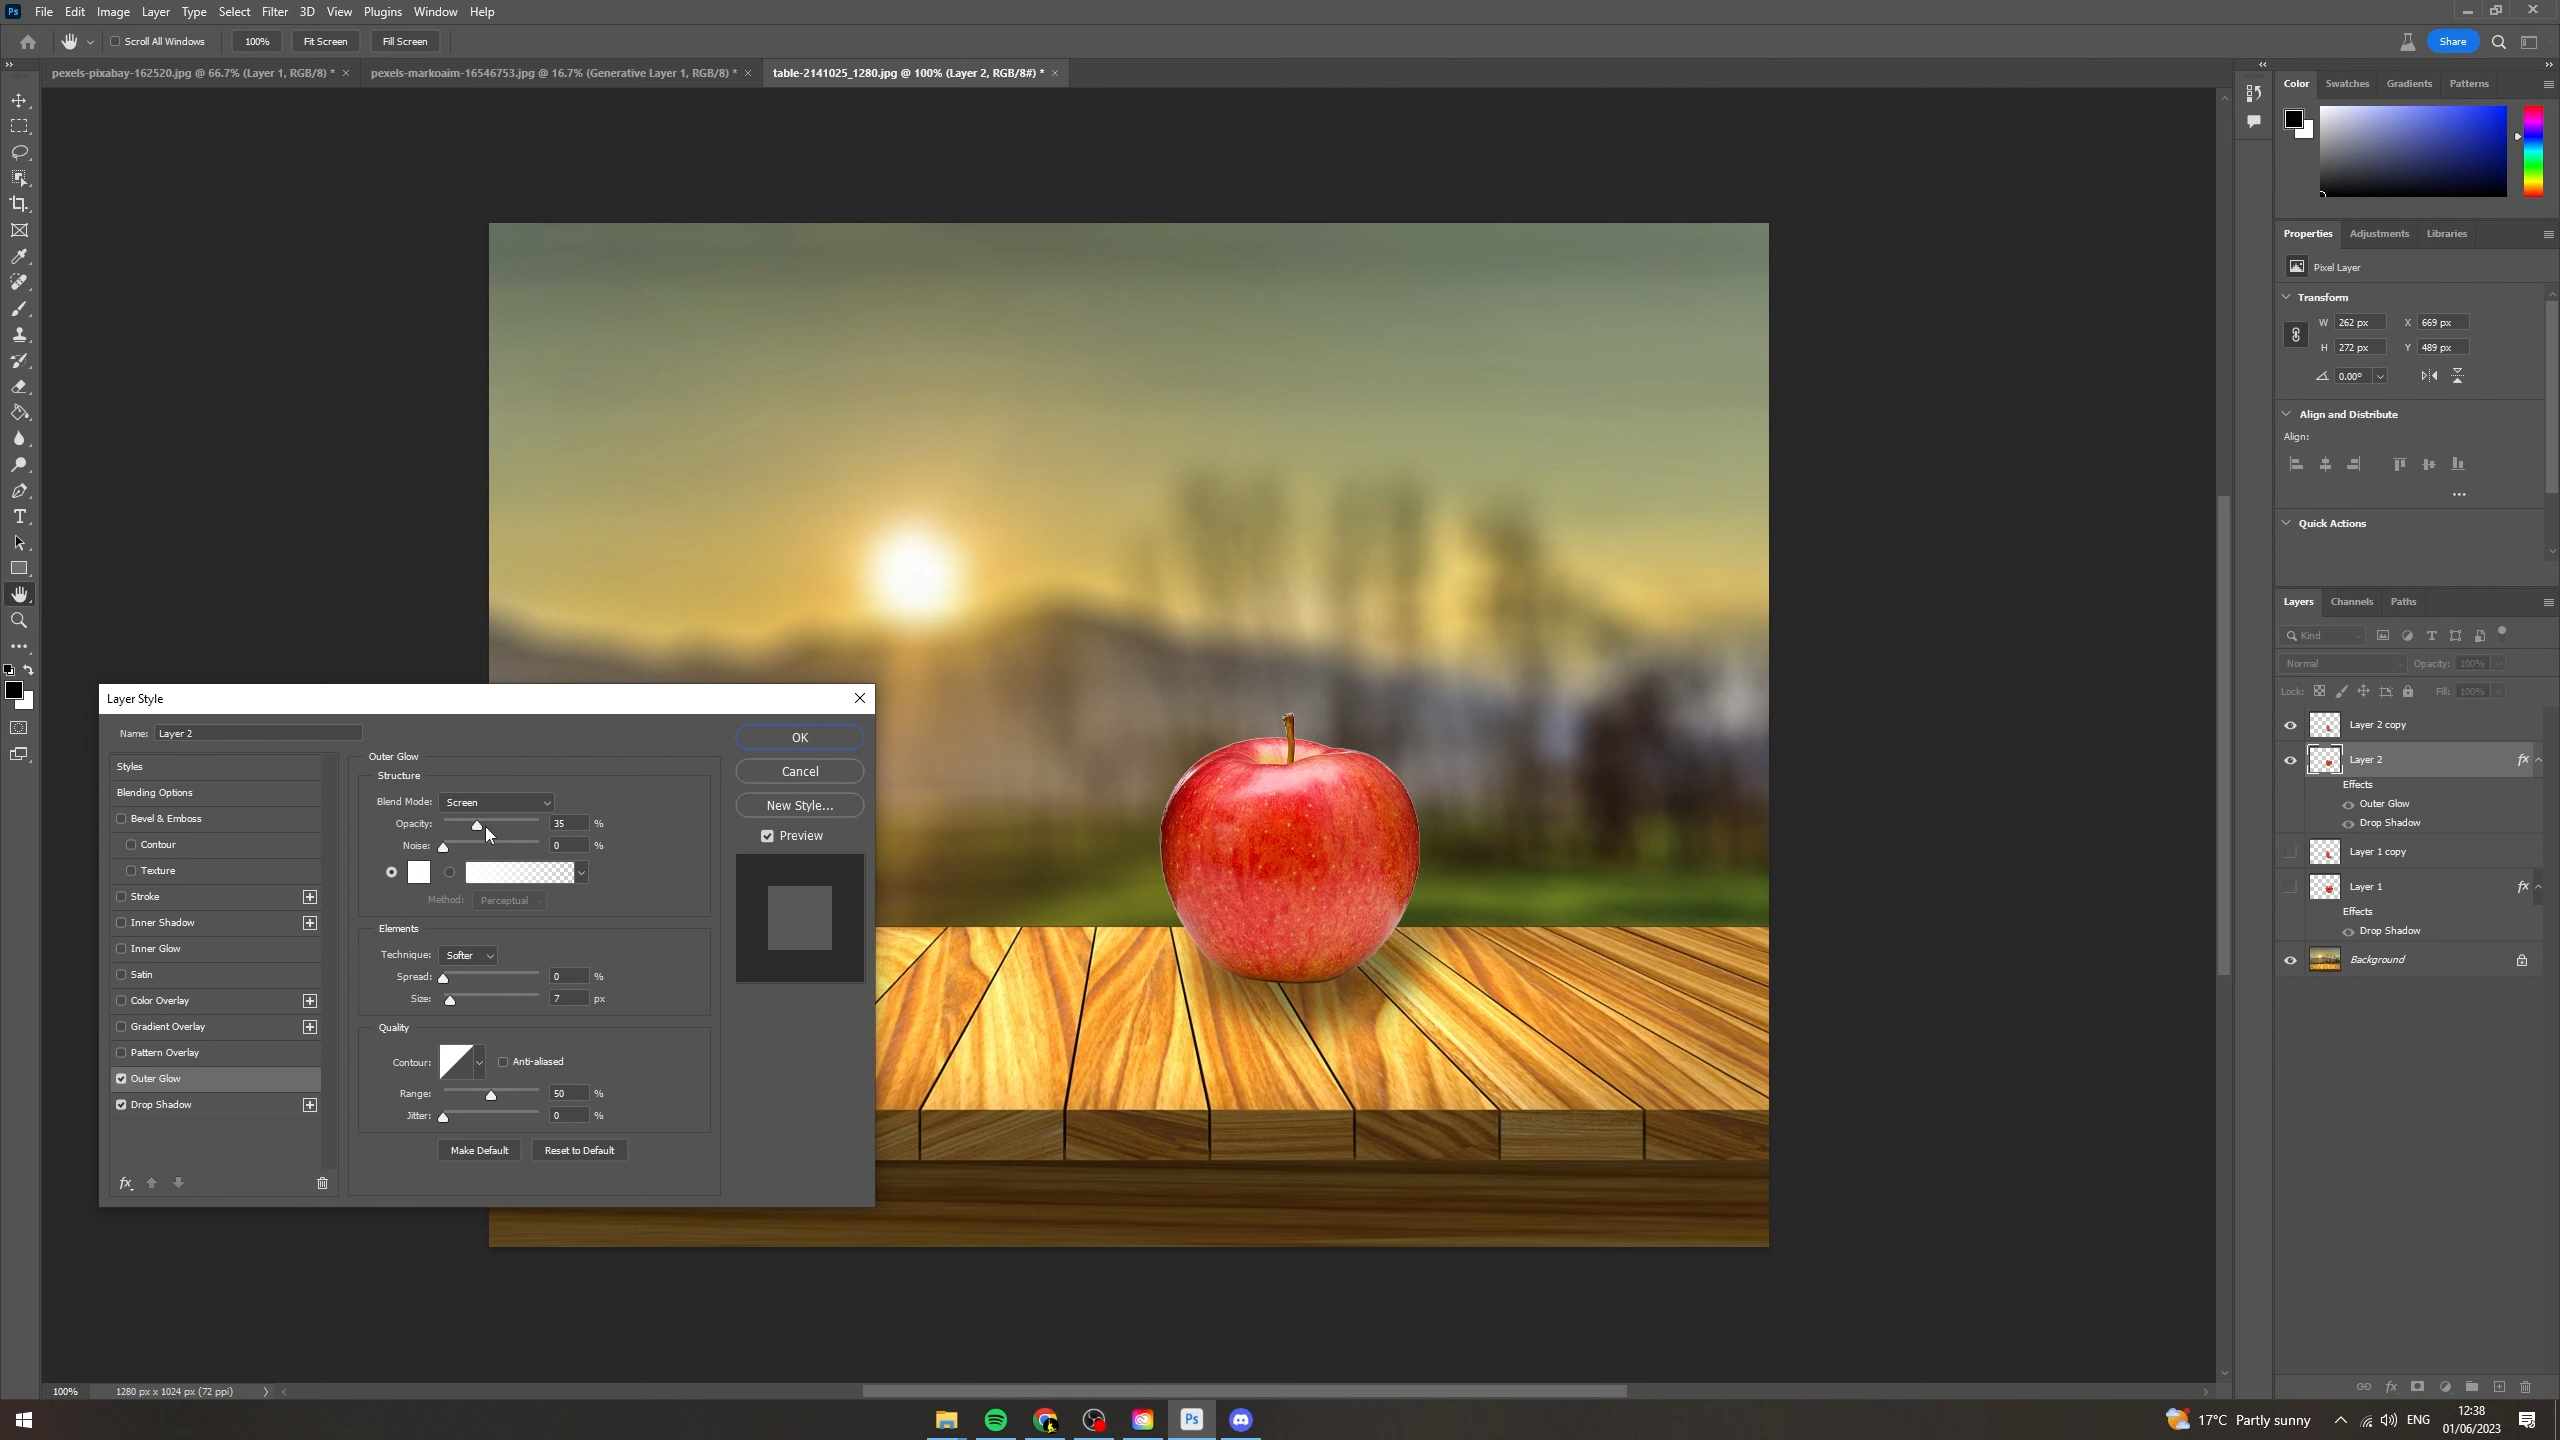 Ps File Edit Image Layer Type Select Filter 3D View Plugins Window Help
Scroll All Windows 100% Fit Screen Fill Screen Share
pexels-pixabay-162520.jpg @ 66.7% (Layer 1, RGB/8) * × pexels-markoaim-16546753.jpg @ 16.7% (Generative Layer 1, RGB/8) * × table-2141025_1280.jpg @ 100% (Layer 2, RGB/8#) * ×
Color Swatches Gradients Patterns
Properties Adjustments Libraries
Pixel Layer
Transform
W 262 px X 669 px
H 272 px Y 489 px
0.00°
Align and Distribute
Align:
Quick Actions
Layers Channels Paths
Kind
Normal Opacity: 100%
Lock: Fill: 100%
Layer 2 copy
Layer 2 fx
Effects
Outer Glow
Drop Shadow
Layer 1 copy
Layer 1 fx
Effects
Drop Shadow
Background
Layer Style
Name: Layer 2
Styles
Blending Options
Bevel & Emboss
Contour
Texture
Stroke
Inner Shadow
Inner Glow
Satin
Color Overlay
Gradient Overlay
Pattern Overlay
Outer Glow
Drop Shadow
fx
Outer Glow
Structure
Blend Mode: Screen
Opacity: 35 %
Noise: 0 %
Method: Perceptual
Elements
Technique: Softer
Spread: 0 %
Size: 7 px
Quality
Contour: Anti-aliased
Range: 50 %
Jitter: 0 %
Make Default Reset to Default
OK
Cancel
New Style...
Preview
100% 1280 px x 1024 px (72 ppi)
fx
Ps
17°C Partly sunny ENG
12:38
01/06/2023